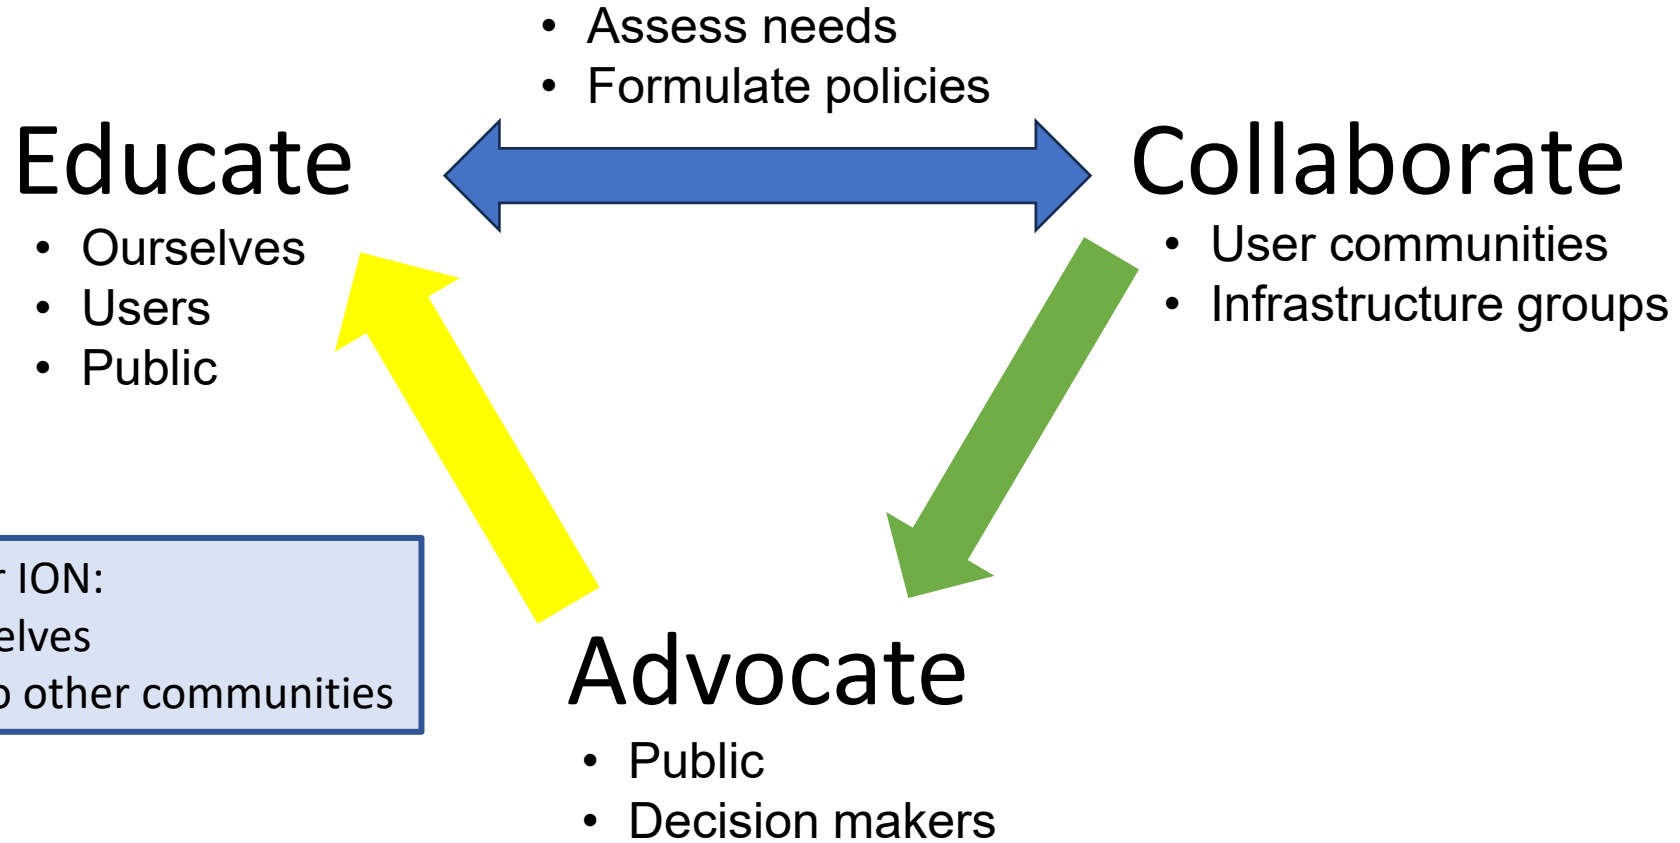 • Assess needs
• Formulate policies
Educate
• Ourselves
• Users
• Public
Collaborate
• User communities
• Infrastructure groups
ION:
other communities
Advocate
• Public
• Decision makers